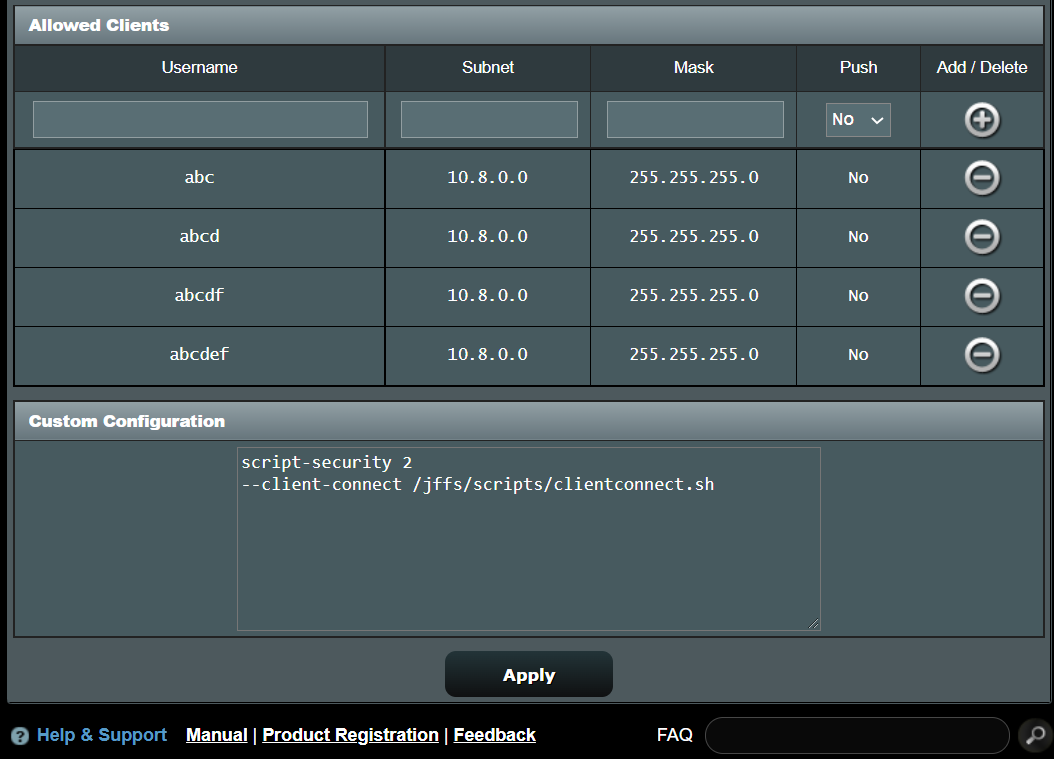 Allowed Clients
Username Subnet Mask Push Add / Delete
No
abc 10.8.0.0 255.255.255.0 No
abcd 10.8.0.0 255.255.255.0 No
abcdf 10.8.0.0 255.255.255.0 No
abcdef 10.8.0.0 255.255.255.0 No
Custom Configuration
script-security 2
--client-connect /jffs/scripts/clientconnect.sh
Apply
? Help & Support Manual | Product Registration | Feedback FAQ